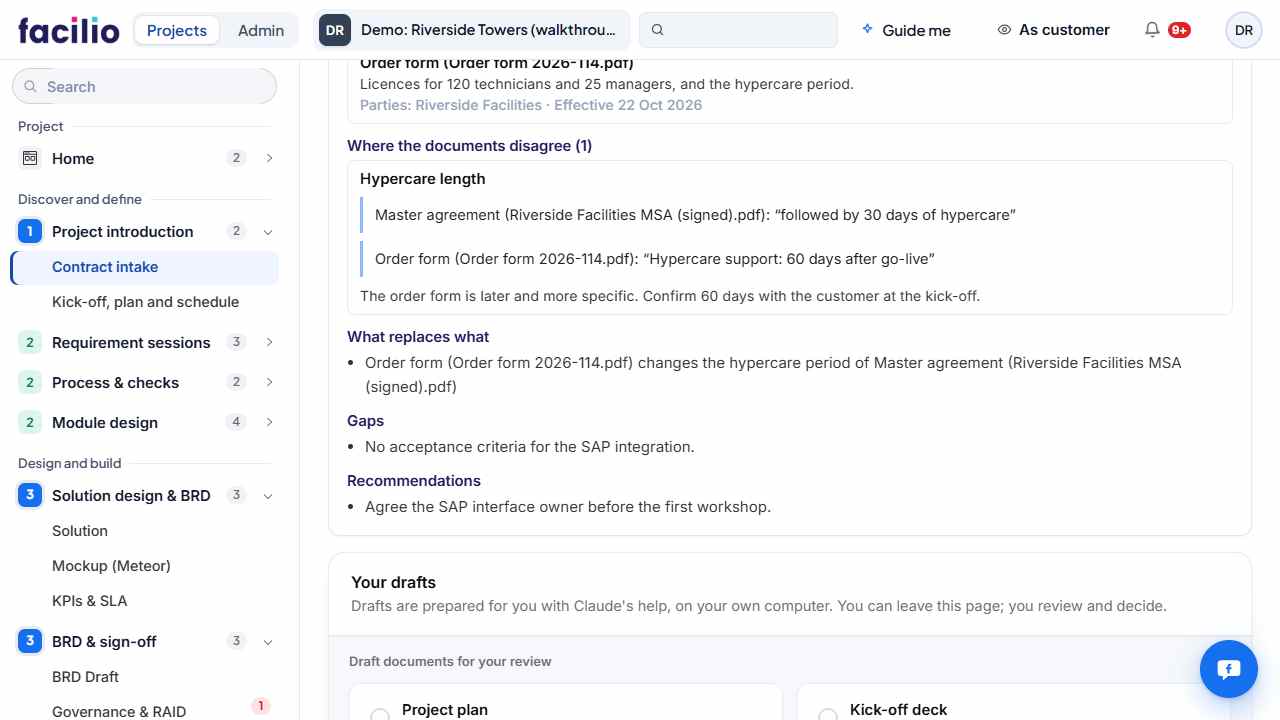 facilio
Projects
Admin
DR
Demo: Riverside Towers (walkthrou...
Guide me
As customer
9+
DR
Search
Project
Home
2
Discover and define
1
Project introduction
2
Contract intake
Kick-off, plan and schedule
2
Requirement sessions
3
2
Process & checks
2
2
Module design
4
Design and build
3
Solution design & BRD
3
Solution
Mockup (Meteor)
KPIs & SLA
3
BRD & sign-off
3
BRD Draft
Governance & RAID
1
Order form (Order form 2026-114.pdf)
Licences for 120 technicians and 25 managers, and the hypercare period.
Parties: Riverside Facilities · Effective 22 Oct 2026
Where the documents disagree (1)
Hypercare length
Master agreement (Riverside Facilities MSA (signed).pdf): “followed by 30 days of hypercare”
Order form (Order form 2026-114.pdf): “Hypercare support: 60 days after go-live”
The order form is later and more specific. Confirm 60 days with the customer at the kick-off.
What replaces what
• Order form (Order form 2026-114.pdf) changes the hypercare period of Master agreement (Riverside Facilities MSA
(signed).pdf)
Gaps
• No acceptance criteria for the SAP integration.
Recommendations
• Agree the SAP interface owner before the first workshop.
Your drafts
Drafts are prepared for you with Claude's help, on your own computer. You can leave this page; you review and decide.
Draft documents for your review
Project plan
Kick-off deck